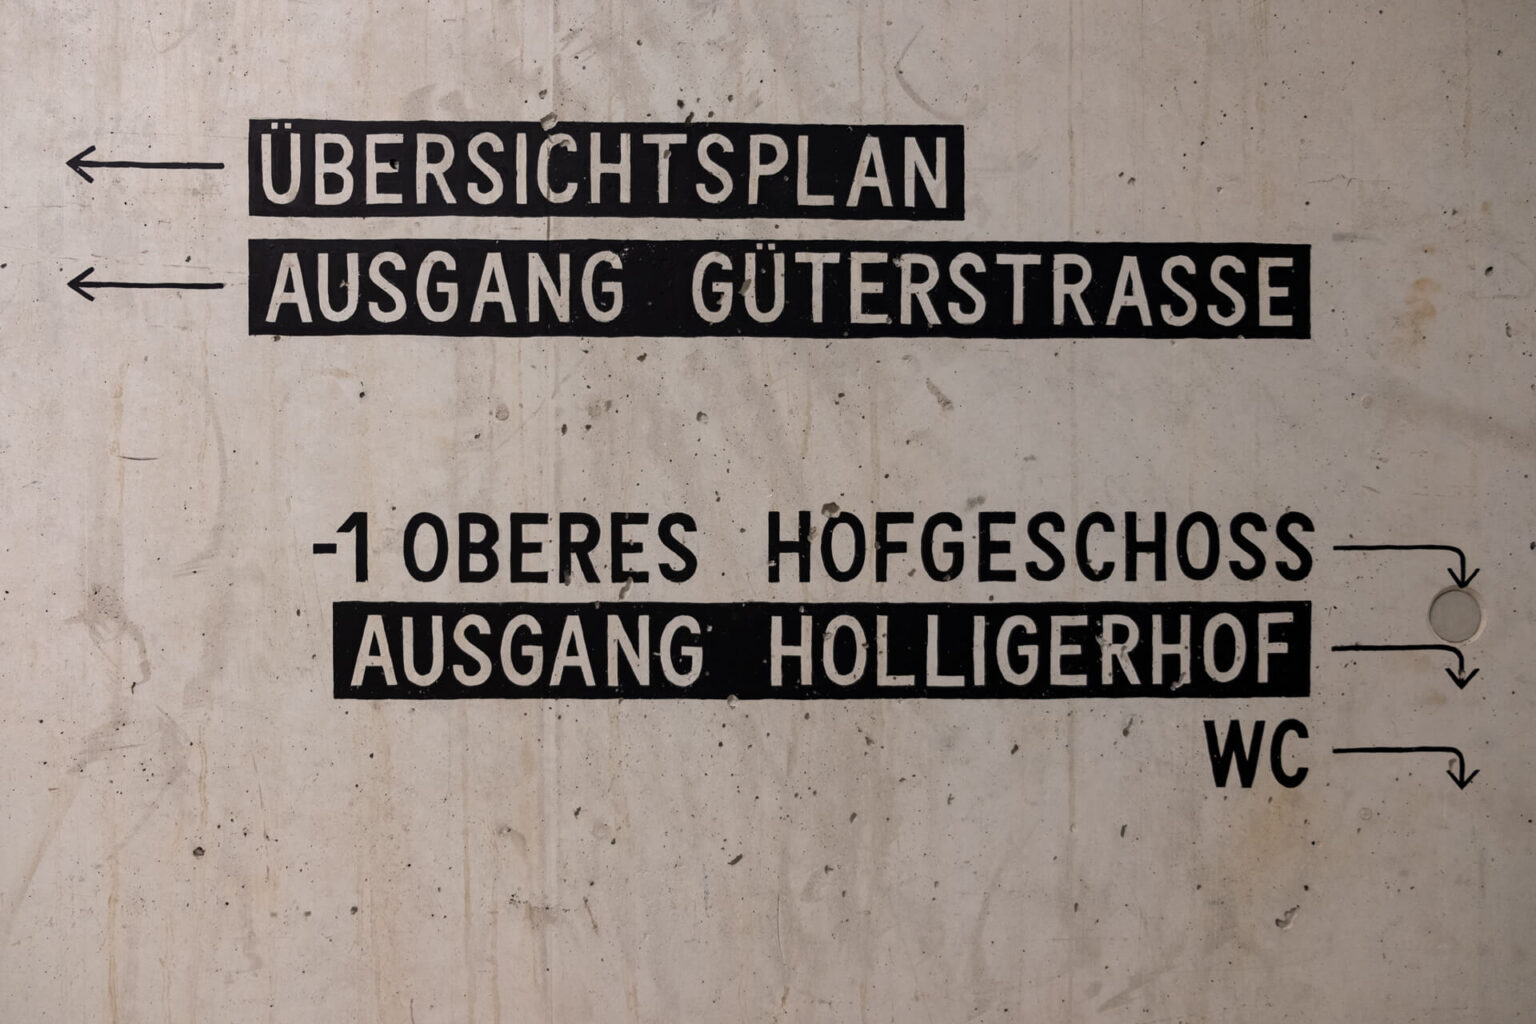 ÜBERSICHTSPLAN
AUSGANG GÜTERSTRASSE
-1 OBERES HOFGESCHOSS
AUSGANG HOLLIGERHOF
WC